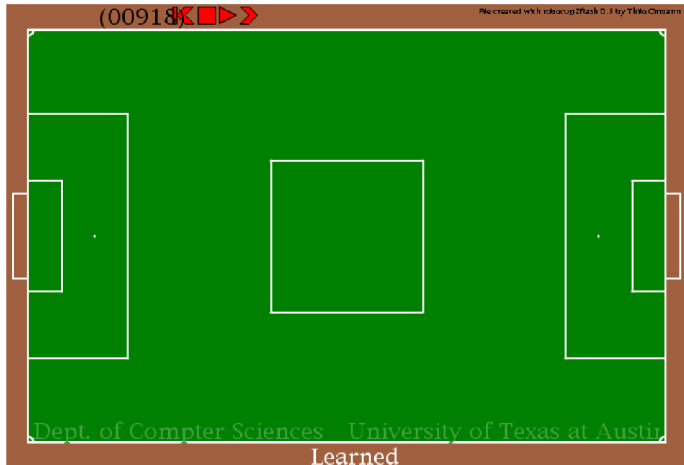 (00918)
File created with robocup2flash 0.5 by Thilo Girmann
Dept. of Compter Sciences University of Texas at Austin
Learned